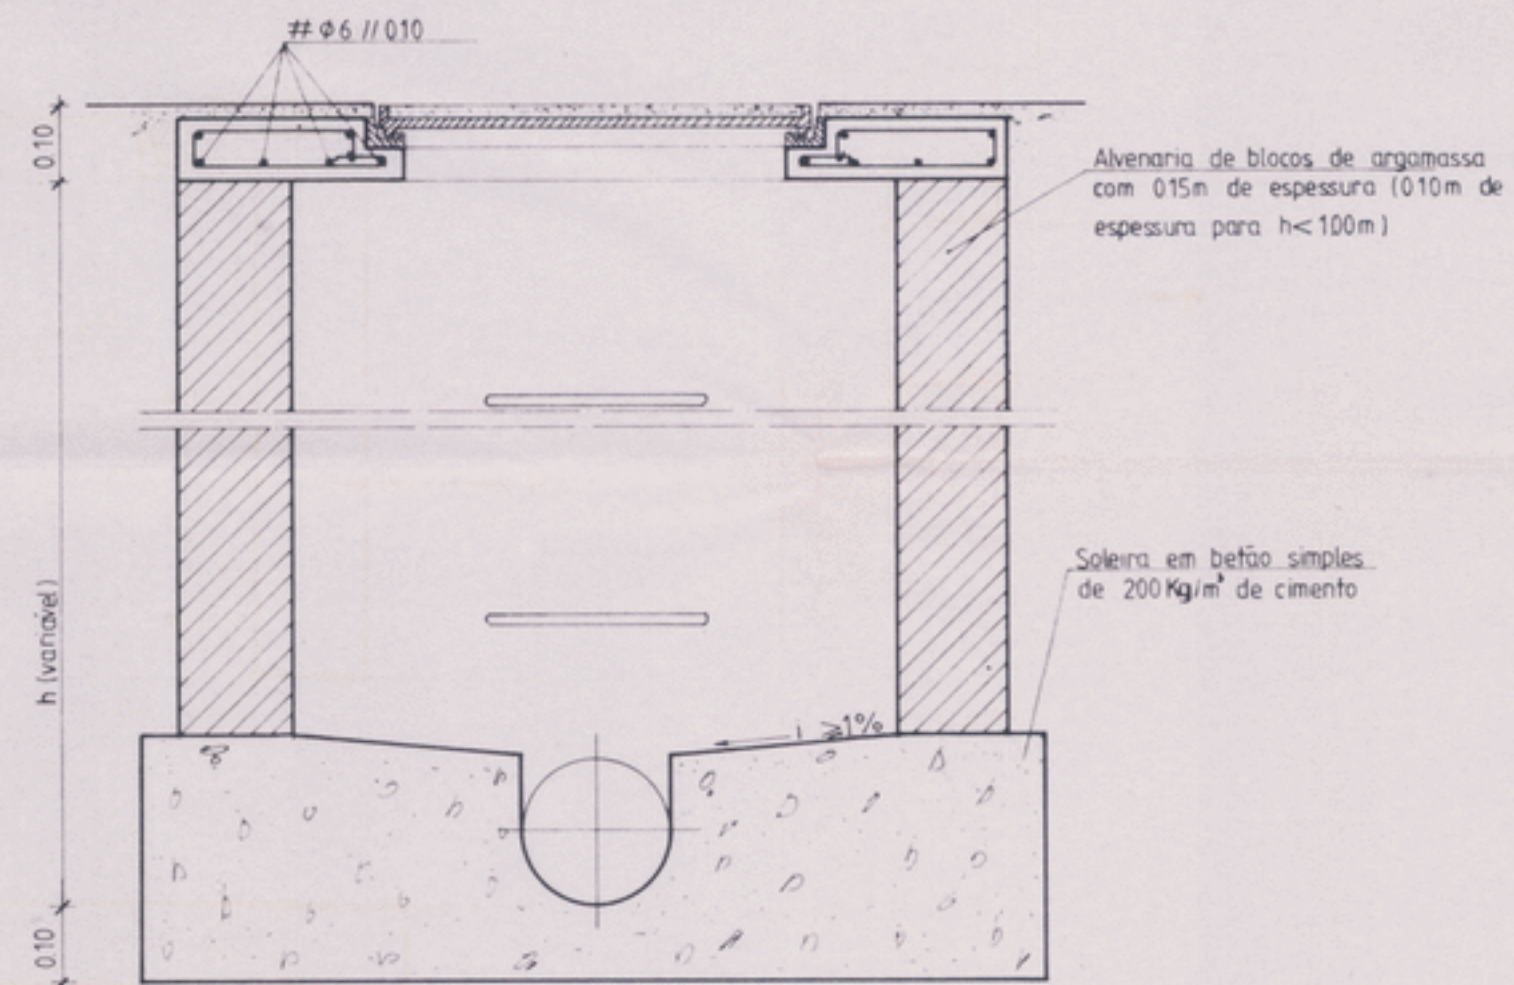 # Φ6 // 0.10
0.10
Alvenaria de blocos de argamassa
com 0.15m de espessura (0.10m de
espessura para h< 1.00m)
Soleira em betão simples
de 200 Kg/m³ de cimento
h (variável)
i ⩾1%
0.10